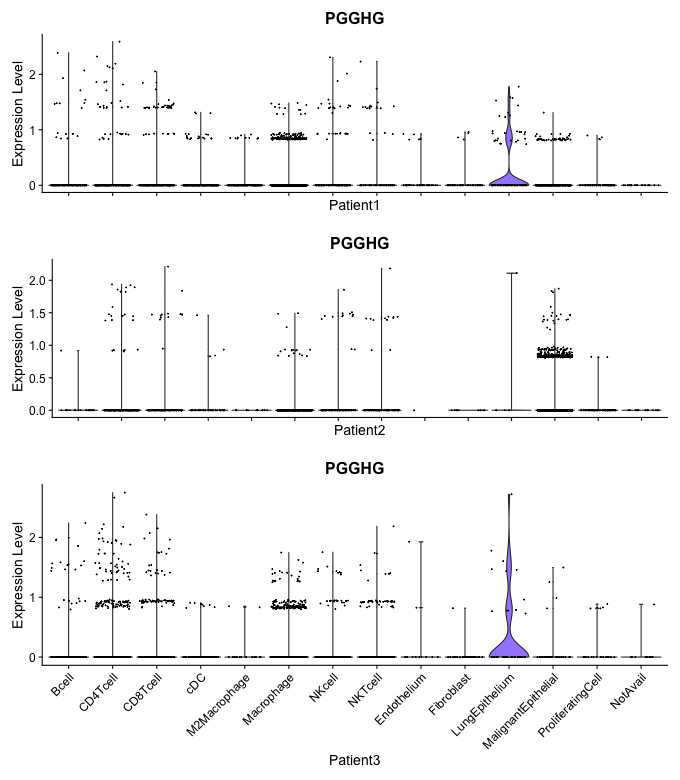 PGGHG
Expression Level
2
1
0
Patient1
PGGHG
Expression Level
2.0
1.5
1.0
0.5
0.0
Patient2
PGGHG
Expression Level
2
1
0
Bcell
CD4Tcell
CD8Tcell
cDC
M2Macrophage
Macrophage
NKcell
NKTcell
Endothelium
Fibroblast
LungEpithelium
MalignantEpithelial
ProliferatingCell
NotAvail
Patient3